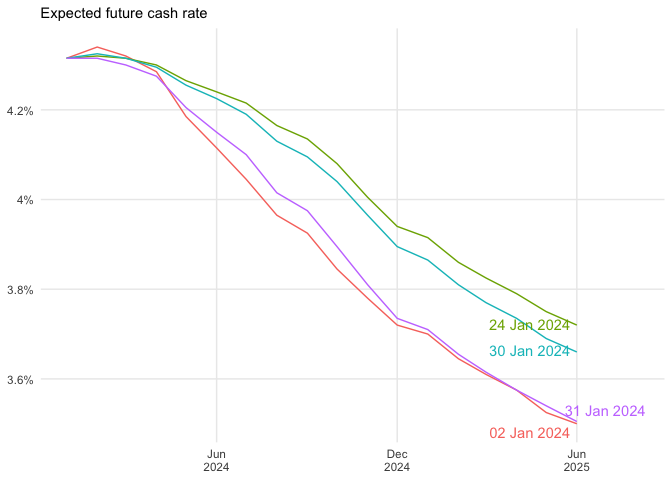 Expected future cash rate
4.2%
4%
3.8%
3.6%
24 Jan 2024
30 Jan 2024
31 Jan 2024
02 Jan 2024
Jun
2024
Dec
2024
Jun
2025